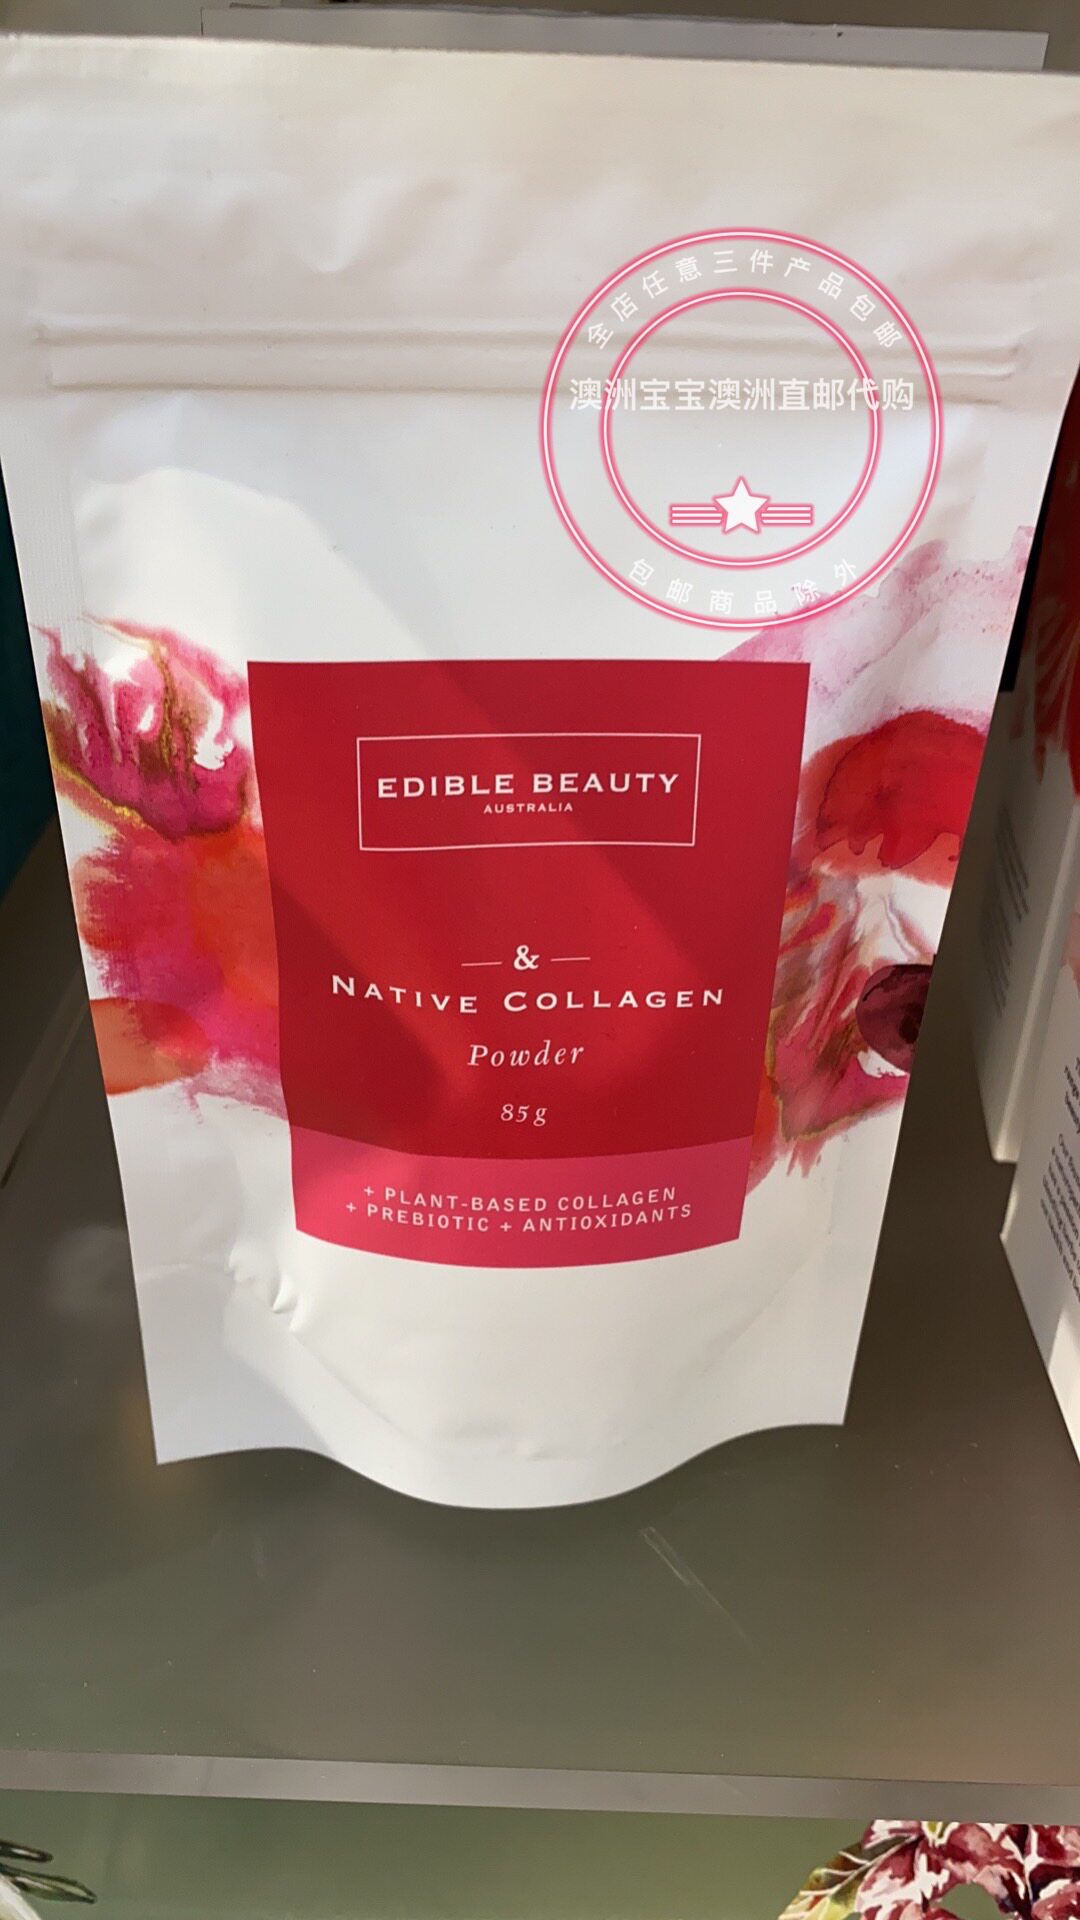 全店任意三件产品包邮
澳洲宝宝澳洲直邮代购
包邮商品除外
EDIBLE BEAUTY
AUSTRALIA
&
NATIVE COLLAGEN
Powder
85g
+ PLANT-BASED COLLAGEN
+ PREBIOTIC + ANTIOXIDANTS